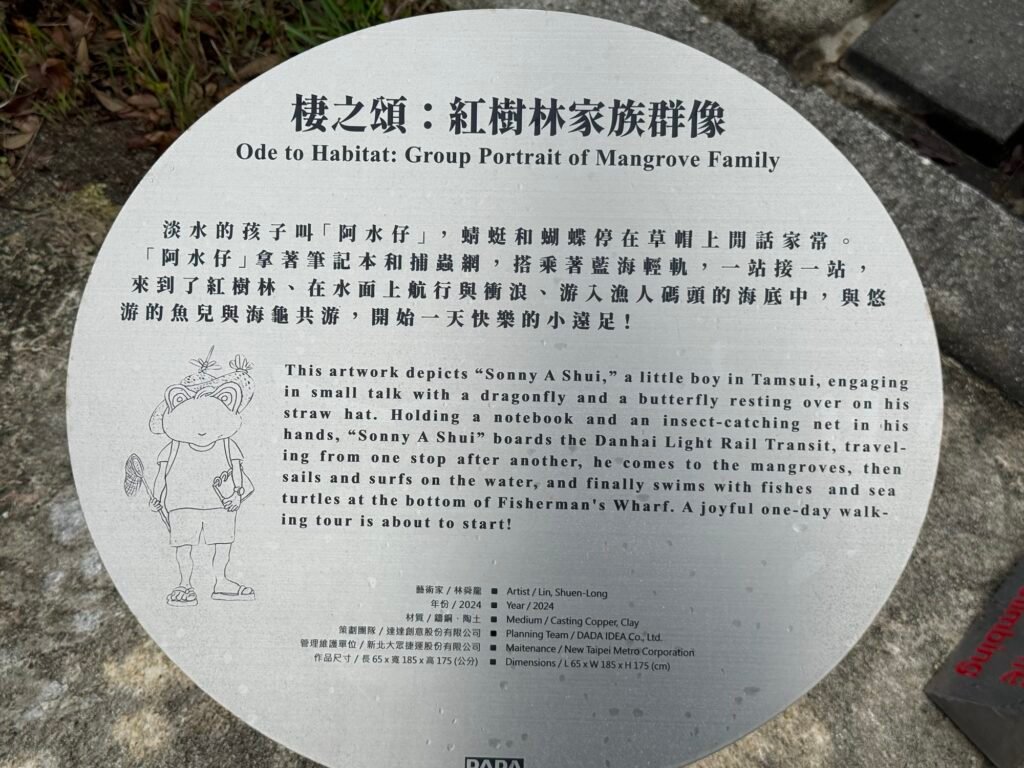 棲之頌：紅樹林家族群像
Ode to Habitat: Group Portrait of Mangrove Family
淡水的孩子叫「阿水仔」，蜻蜓和蝴蝶停在草帽上閒話家常。
「阿水仔」拿著筆記本和捕蟲網，搭乘著藍海輕軌，一站接一站，
來到了紅樹林、在水面上航行與衝浪、游入漁人碼頭的海底中，與悠
游的魚兒與海龜共游，開始一天快樂的小遠足！
This artwork depicts “Sonny A Shui,” a little boy in Tamsui, engaging
in small talk with a dragonfly and a butterfly resting over on his
straw hat. Holding a notebook and an insect-catching net in his
hands, “Sonny A Shui” boards the Danhai Light Rail Transit, travel-
ing from one stop after another, he comes to the mangroves, then
sails and surfs on the water, and finally swims with fishes and sea
turtles at the bottom of Fisherman's Wharf. A joyful one-day walk-
ing tour is about to start!
藝術家 / 林舜龍 ■ Artist / Lin, Shuen-Long
年份 / 2024 ■ Year / 2024
材質 / 鑄銅、陶土 ■ Medium / Casting Copper, Clay
策劃團隊 / 達達創意股份有限公司 ■ Planning Team / DADA IDEA Co., Ltd.
管理維護單位 / 新北大眾捷運股份有限公司 ■ Maitenance / New Taipei Metro Corporation
作品尺寸 / 長 65 x 寬 185 x 高 175 (公分) ■ Dimensions / L 65 x W 185 x H 175 (cm)
DADA